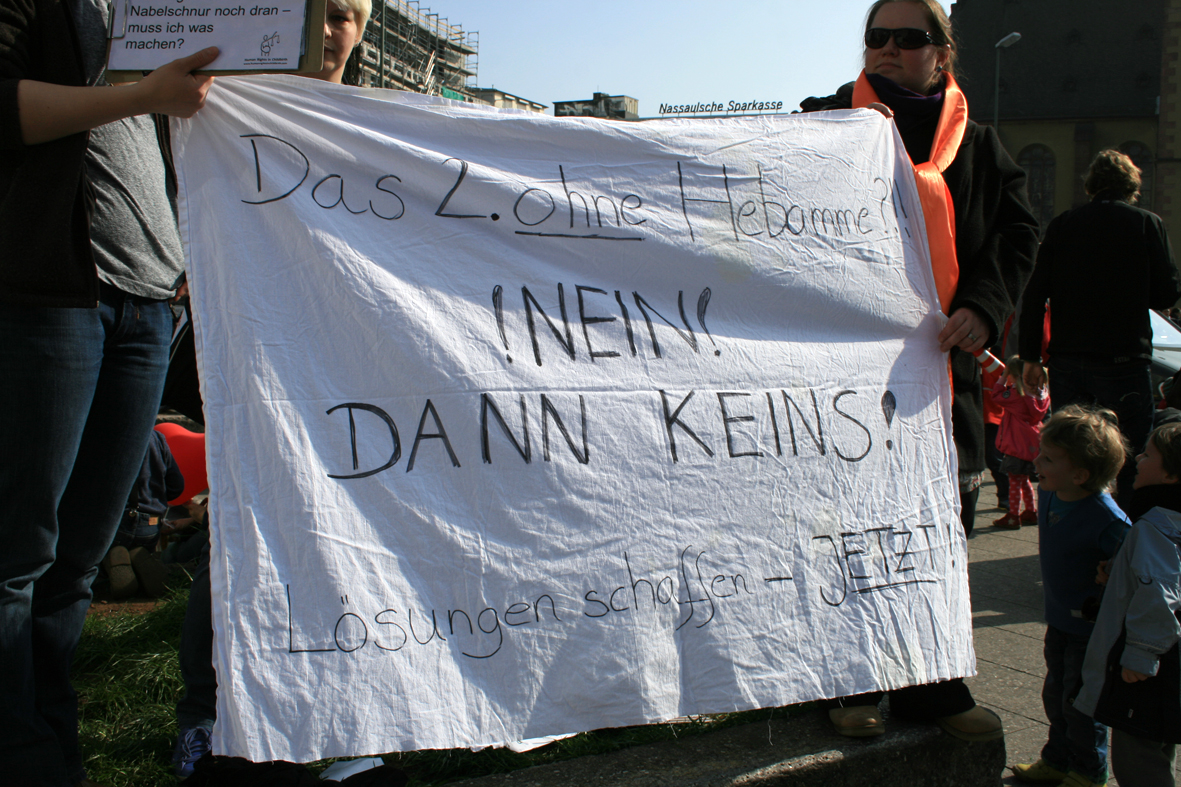 Nabelschnur noch dran –
muss ich was
machen?
Nassauische Sparkasse
Das 2. ohne Hebamme?!!
!NEIN!
DANN KEINS!
Lösungen schaffen – JETZT!!